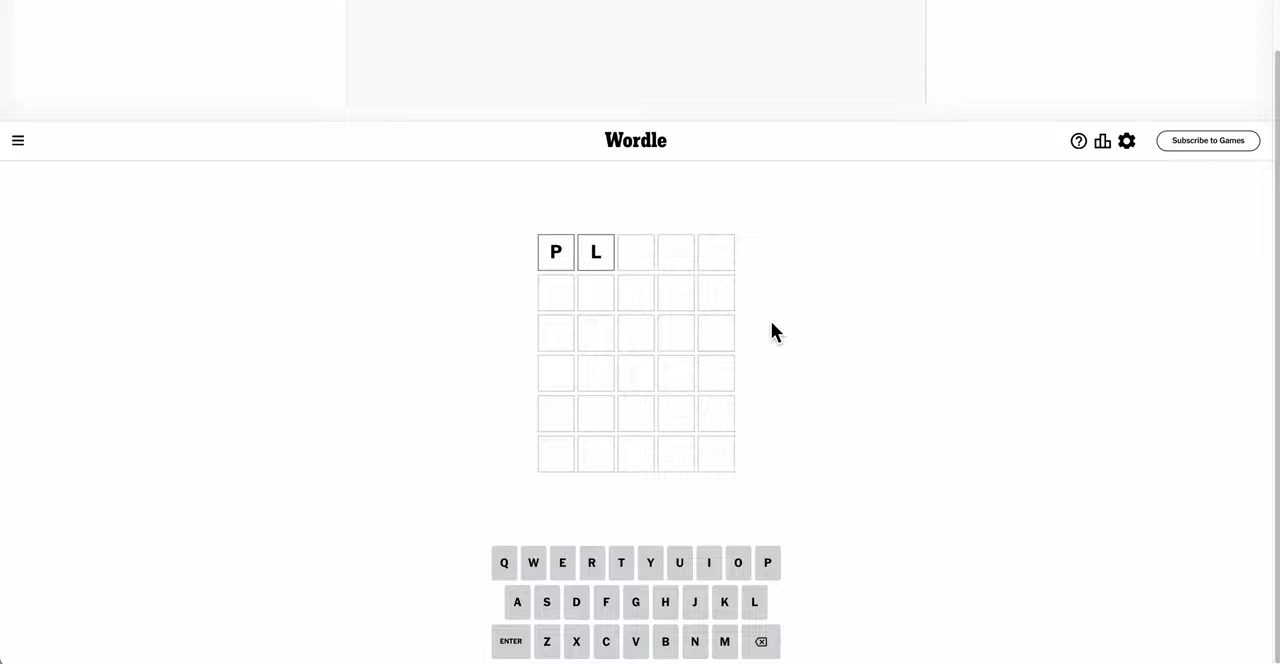 Wordle
Subscribe to Games
P L
Q W E R T Y U I O P
A S D F G H J K L
ENTER Z X C V B N M